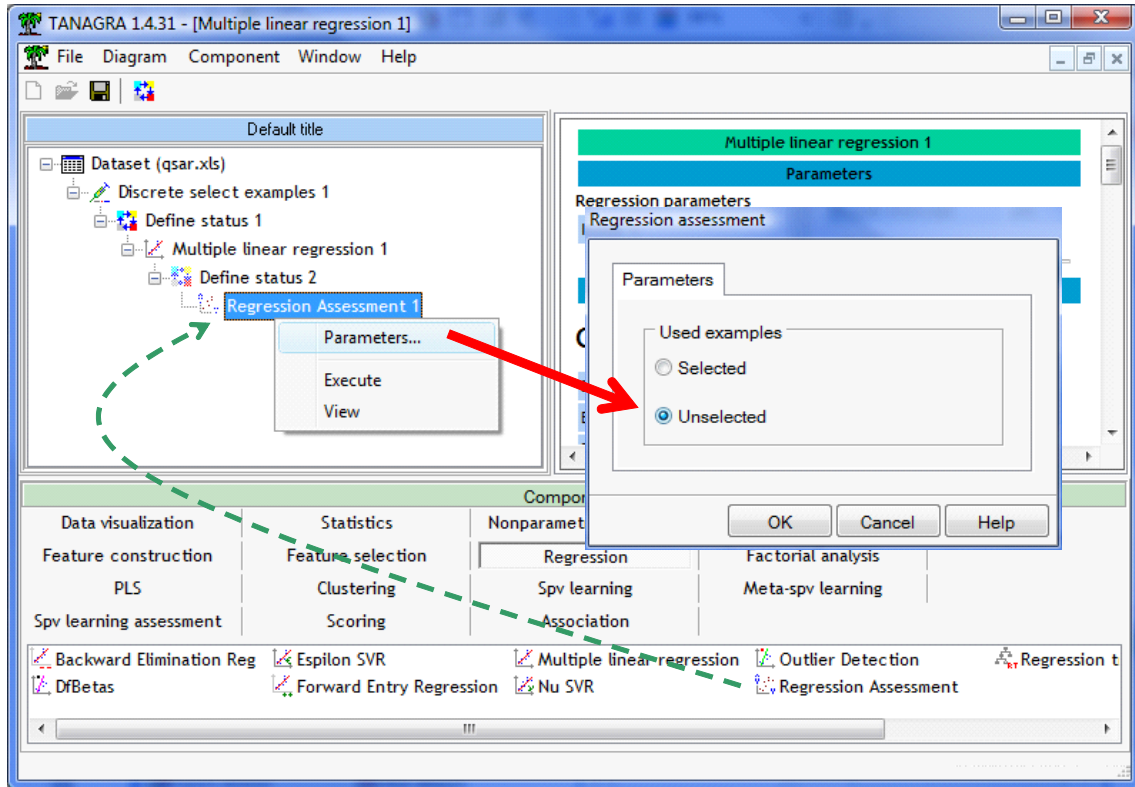 TANAGRA 1.4.31 - [Multiple linear regression 1]
File Diagram Component Window Help
Default title
Dataset (qsar.xls)
Discrete select examples 1
Define status 1
Multiple linear regression 1
Define status 2
Regression Assessment 1
Parameters...
Execute
View
Multiple linear regression 1
Parameters
Regression parameters
Regression assessment
Parameters
Used examples
Selected
Unselected
OK Cancel Help
Data visualization Statistics
Feature construction Feature selection Regression Factorial analysis
PLS Clustering Spv learning Meta-spv learning
Spv learning assessment Scoring Association
Backward Elimination Reg Espilon SVR Multiple linear regression Outlier Detection Regression t
DfBetas Forward Entry Regression Nu SVR Regression Assessment